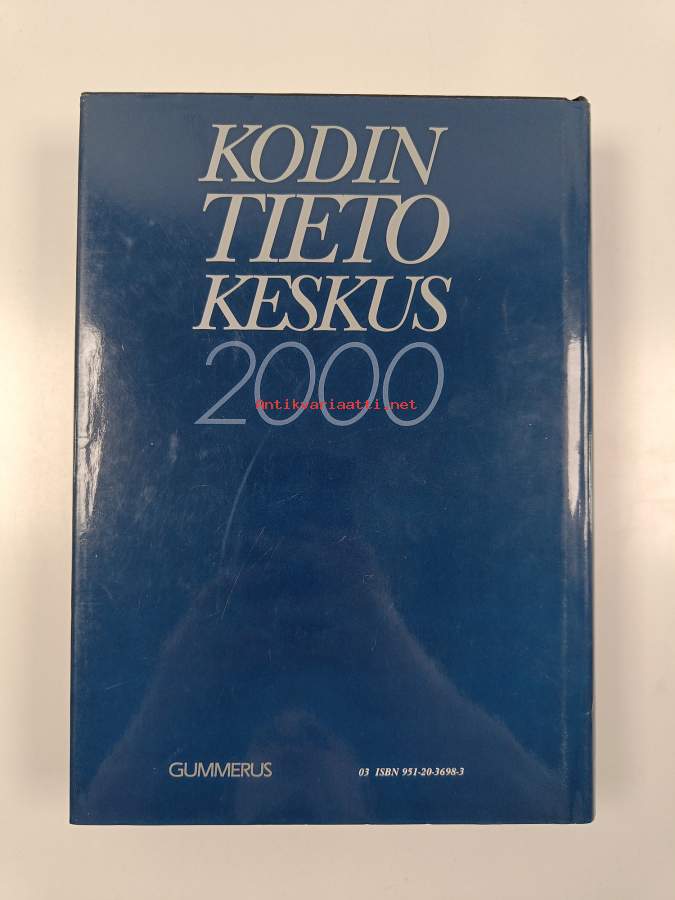 KODIN
TIETO
KESKUS
2000
Antikvariaatti.net
GUMMERUS
03 ISBN 951-20-3698-3